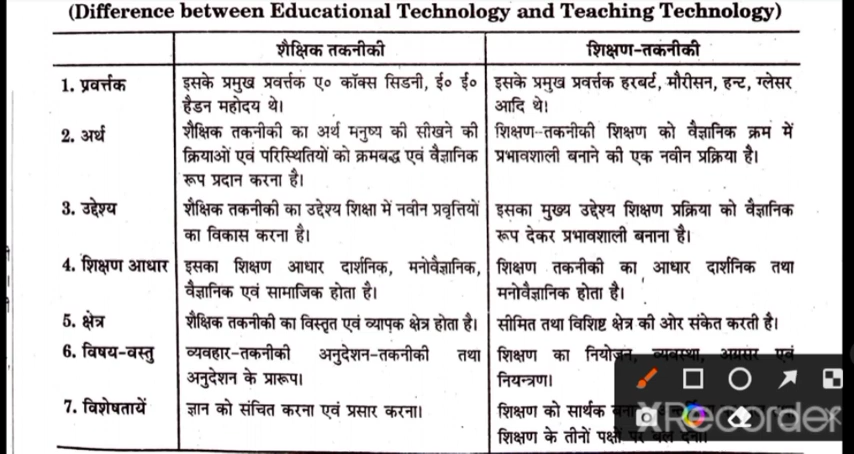 (Difference between Educational Technology and Teaching Technology)
शैक्षिक तकनीकी शिक्षण-तकनीकी
1. प्रवर्त्तक इसके प्रमुख प्रवर्त्तक ए० कॉक्स सिडनी, ई० ई० इसके प्रमुख प्रवर्त्तक हरबर्ट, मौरीसन, हन्ट, ग्लेसर
हैडन महोदय थे। आदि थे।
2. अर्थ शैक्षिक तकनीकी का अर्थ मनुष्य की सीखने की शिक्षण-तकनीकी शिक्षण को वैज्ञानिक क्रम में
क्रियाओं एवं परिस्थितियों को क्रमबद्ध एवं वैज्ञानिक प्रभावशाली बनाने की एक नवीन प्रक्रिया है।
रूप प्रदान करना है।
3. उद्देश्य शैक्षिक तकनीकी का उद्देश्य शिक्षा में नवीन प्रवृत्तियों इसका मुख्य उद्देश्य शिक्षण प्रक्रिया को वैज्ञानिक
का विकास करना है। रूप देकर प्रभावशाली बनाना है।
4. शिक्षण आधार इसका शिक्षण आधार दार्शनिक, मनोवैज्ञानिक, शिक्षण तकनीकी का आधार दार्शनिक तथा
वैज्ञानिक एवं सामाजिक होता है। मनोवैज्ञानिक होता है।
5. क्षेत्र शैक्षिक तकनीकी का विस्तृत एवं व्यापक क्षेत्र होता है। सीमित तथा विशिष्ट क्षेत्र की ओर संकेत करती है।
6. विषय-वस्तु व्यवहार-तकनीकी अनुदेशन-तकनीकी तथा शिक्षण का नियोजन, व्यवस्था, अग्रसर एवं
अनुदेशन के प्रारूप। नियन्त्रण।
7. विशेषतायें ज्ञान को संचित करना एवं प्रसार करना। शिक्षण को सार्थक
शिक्षण के तीनों पक्षों पर बल देना।
XRecorder